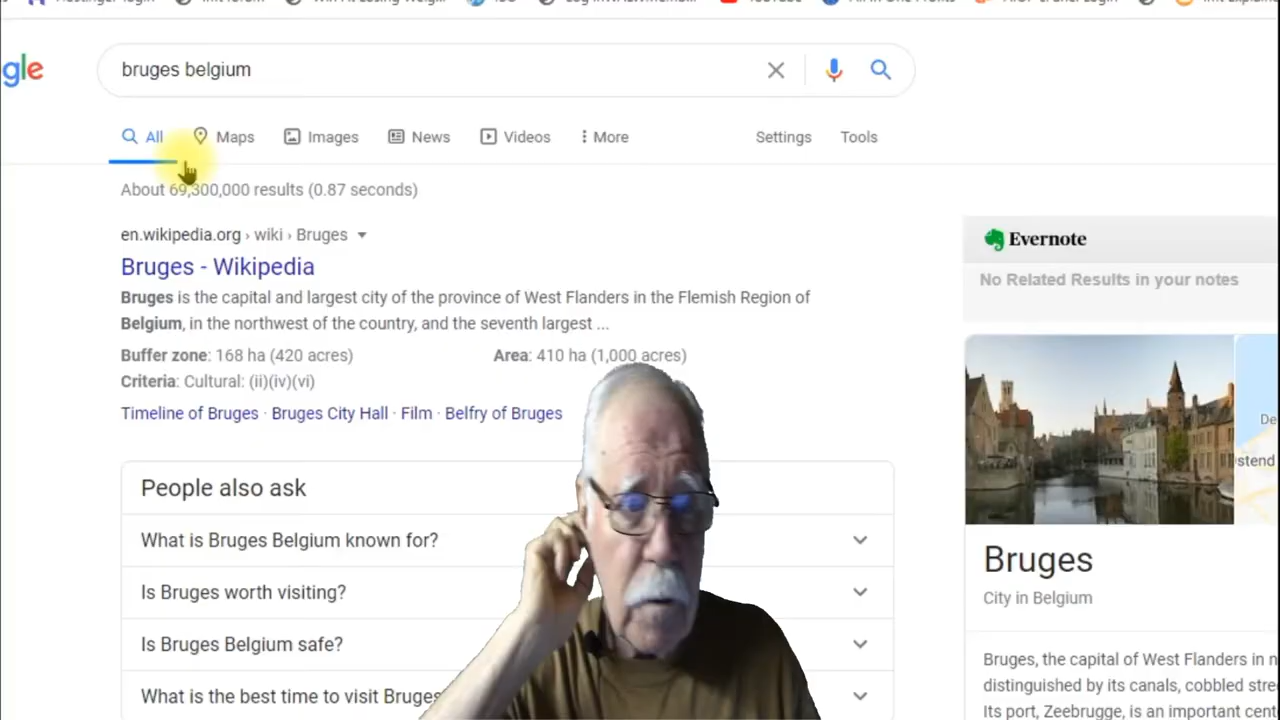 gle
bruges belgium
All
Maps
Images
News
Videos
More
Settings
Tools
About 69,300,000 results (0.87 seconds)
en.wikipedia.org › wiki › Bruges
Bruges - Wikipedia
Bruges is the capital and largest city of the province of West Flanders in the Flemish Region of
Belgium, in the northwest of the country, and the seventh largest ...
Buffer zone: 168 ha (420 acres)
Area: 410 ha (1,000 acres)
Criteria: Cultural: (ii)(iv)(vi)
Timeline of Bruges · Bruges City Hall · Film · Belfry of Bruges
People also ask
What is Bruges Belgium known for?
Is Bruges worth visiting?
Is Bruges Belgium safe?
What is the best time to visit Bruges
Evernote
No Related Results in your notes
De
stend
Bruges
City in Belgium
Bruges, the capital of West Flanders in n
distinguished by its canals, cobbled stre
Its port, Zeebrugge, is an important cent